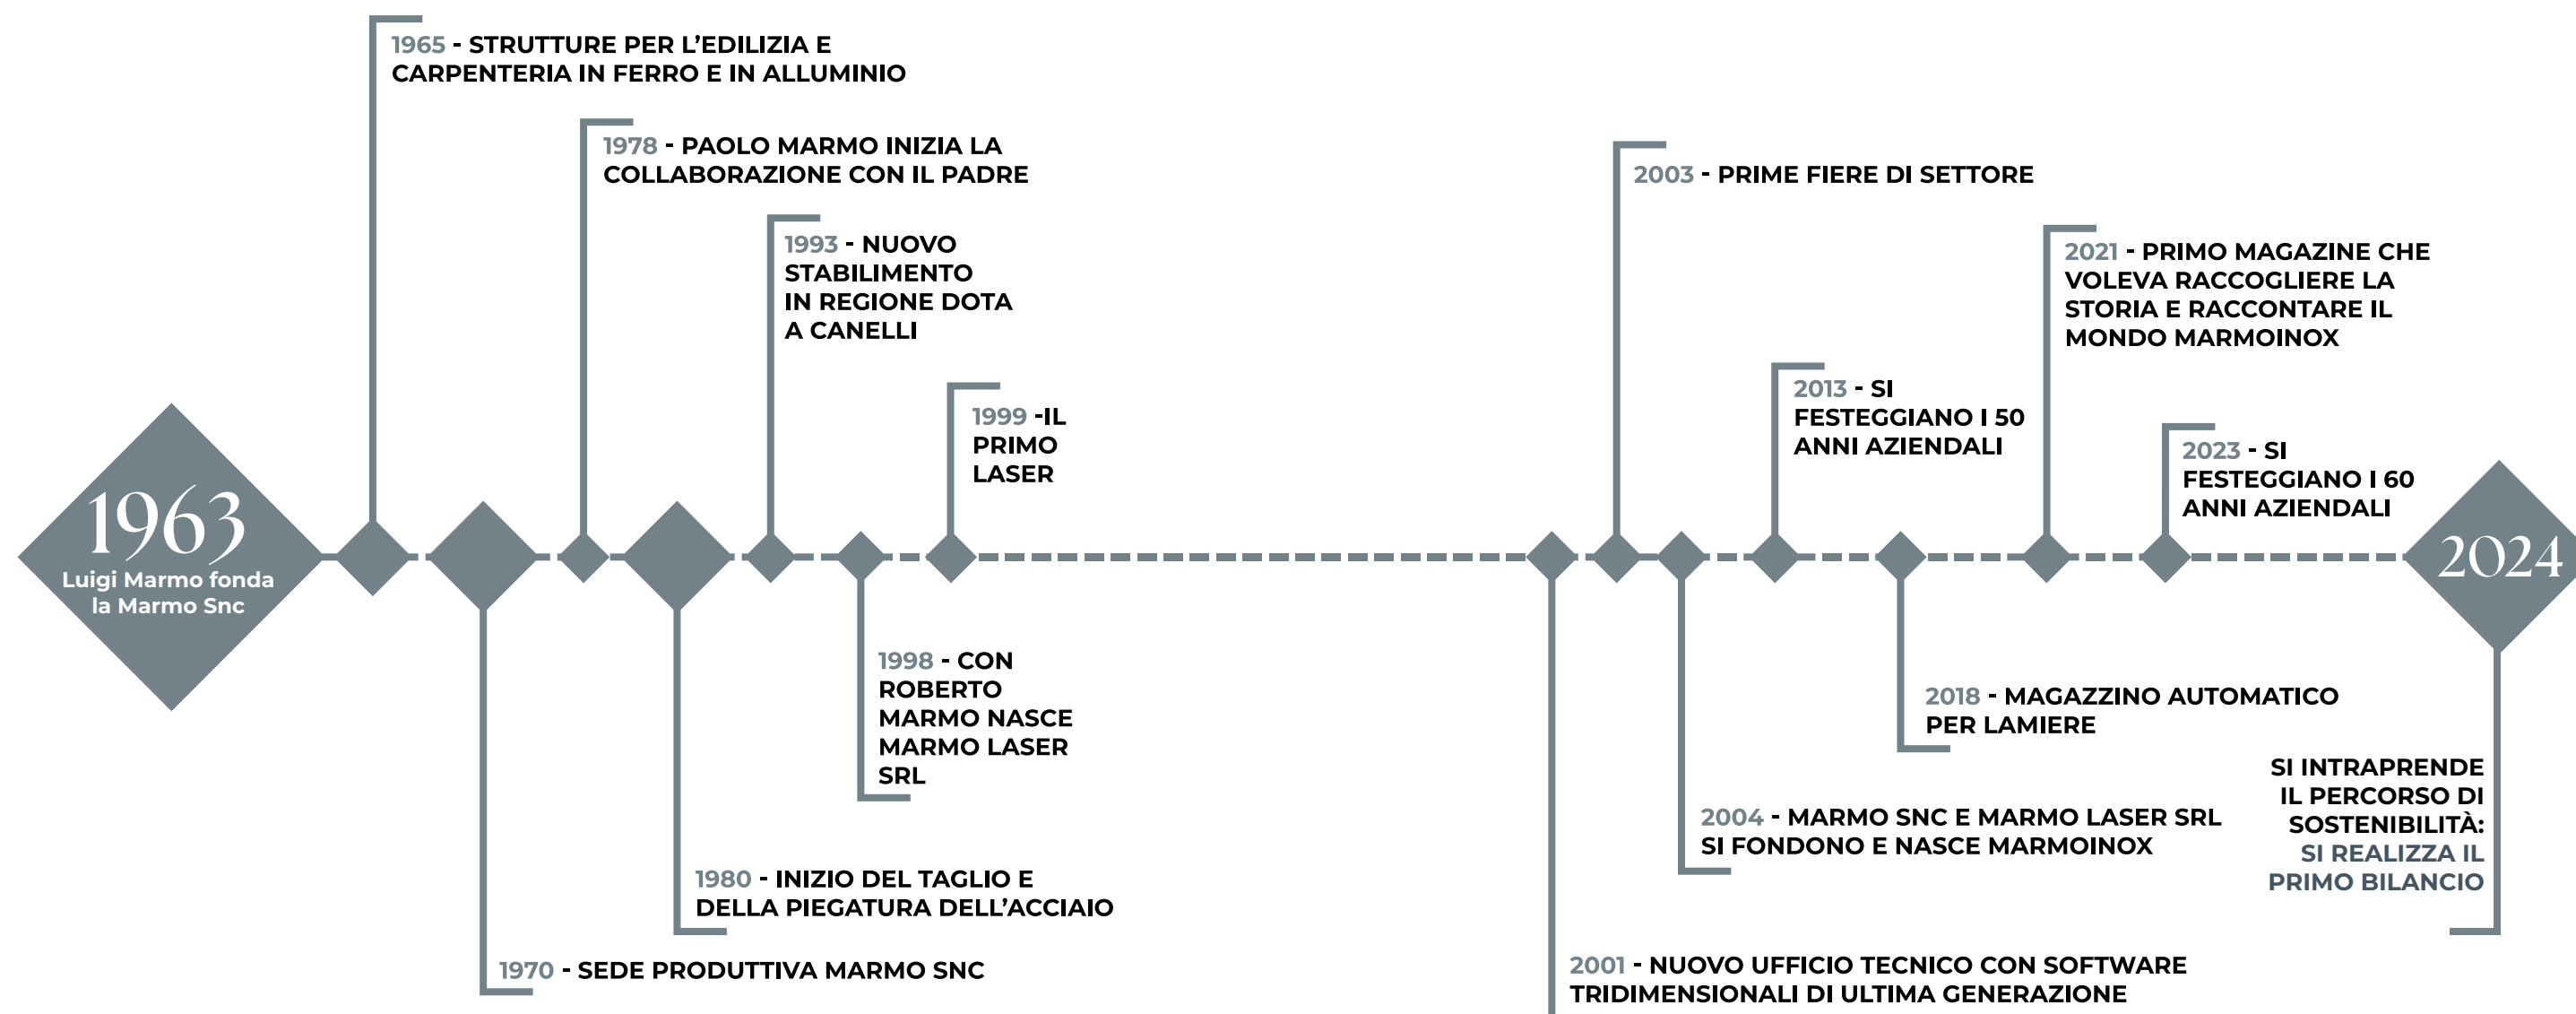 1963
Luigi Marmo fonda
la Marmo Snc
1965 - STRUTTURE PER L’EDILIZIA E
CARPENTERIA IN FERRO E IN ALLUMINIO
1970 - SEDE PRODUTTIVA MARMO SNC
1978 - PAOLO MARMO INIZIA LA
COLLABORAZIONE CON IL PADRE
1980 - INIZIO DEL TAGLIO E
DELLA PIEGATURA DELL’ACCIAIO
1993 - NUOVO
STABILIMENTO
IN REGIONE DOTA
A CANELLI
1998 - CON
ROBERTO
MARMO NASCE
MARMO LASER
SRL
1999 -IL
PRIMO
LASER
2001 - NUOVO UFFICIO TECNICO CON SOFTWARE
TRIDIMENSIONALI DI ULTIMA GENERAZIONE
2003 - PRIME FIERE DI SETTORE
2004 - MARMO SNC E MARMO LASER SRL
SI FONDONO E NASCE MARMOINOX
2013 - SI
FESTEGGIANO I 50
ANNI AZIENDALI
2018 - MAGAZZINO AUTOMATICO
PER LAMIERE
2021 - PRIMO MAGAZINE CHE
VOLEVA RACCOGLIERE LA
STORIA E RACCONTARE IL
MONDO MARMOINOX
2023 - SI
FESTEGGIANO I 60
ANNI AZIENDALI
2024
SI INTRAPRENDE
IL PERCORSO DI
SOSTENIBILITÀ:
SI REALIZZA IL
PRIMO BILANCIO